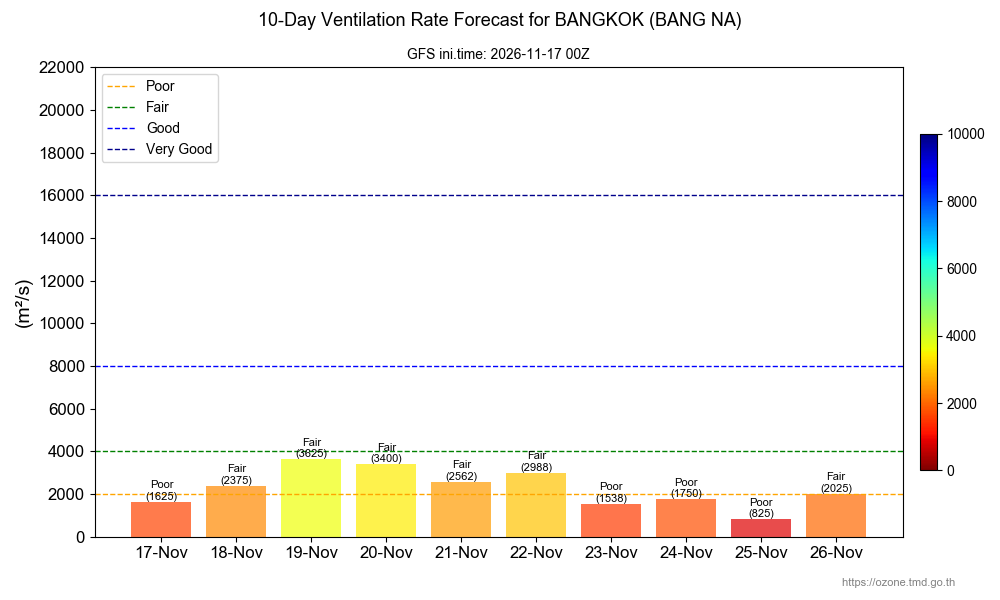 10-Day Ventilation Rate Forecast for BANGKOK (BANG NA)
GFS ini.time: 2026-11-17 00Z
(m²/s)
22000
20000
18000
16000
14000
12000
10000
8000
6000
4000
2000
0
Poor
Fair
Good
Very Good
Poor
(1625)
Fair
(2375)
Fair
(3625)
Fair
(3400)
Fair
(2562)
Fair
(2988)
Poor
(1538)
Poor
(1750)
Poor
(825)
Fair
(2025)
17-Nov 18-Nov 19-Nov 20-Nov 21-Nov 22-Nov 23-Nov 24-Nov 25-Nov 26-Nov
10000
8000
6000
4000
2000
0
https://ozone.tmd.go.th